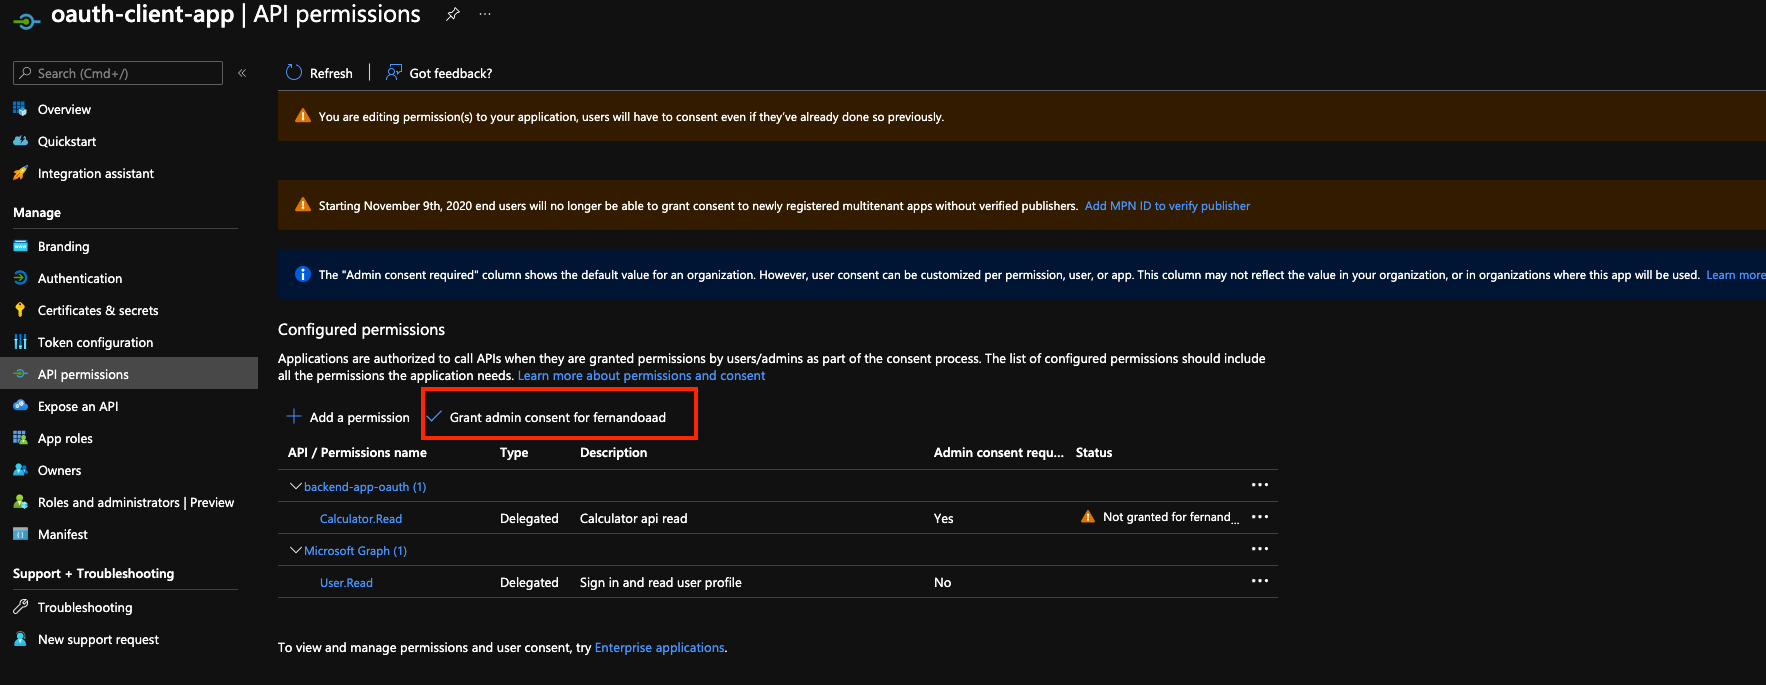 oauth-client-app | API permissions
Search (Cmd+/)
Refresh
Got feedback?
You are editing permission(s) to your application, users will have to consent even if they've already done so previously.
Overview
Quickstart
Integration assistant
Starting November 9th, 2020 end users will no longer be able to grant consent to newly registered multitenant apps without verified publishers. Add MPN ID to verify publisher
Manage
Branding
Authentication
Certificates & secrets
Token configuration
API permissions
Expose an API
App roles
Owners
Roles and administrators | Preview
Manifest
Support + Troubleshooting
Troubleshooting
New support request
The "Admin consent required" column shows the default value for an organization. However, user consent can be customized per permission, user, or app. This column may not reflect the value in your organization, or in organizations where this app will be used. Learn more
Configured permissions
Applications are authorized to call APIs when they are granted permissions by users/admins as part of the consent process. The list of configured permissions should include
all the permissions the application needs. Learn more about permissions and consent
Add a permission
Grant admin consent for fernandoaad
API / Permissions name Type Description Admin consent requ... Status
backend-app-oauth (1)
Calculator.Read Delegated Calculator api read Yes Not granted for fernand...
Microsoft Graph (1)
User.Read Delegated Sign in and read user profile No
To view and manage permissions and user consent, try Enterprise applications.